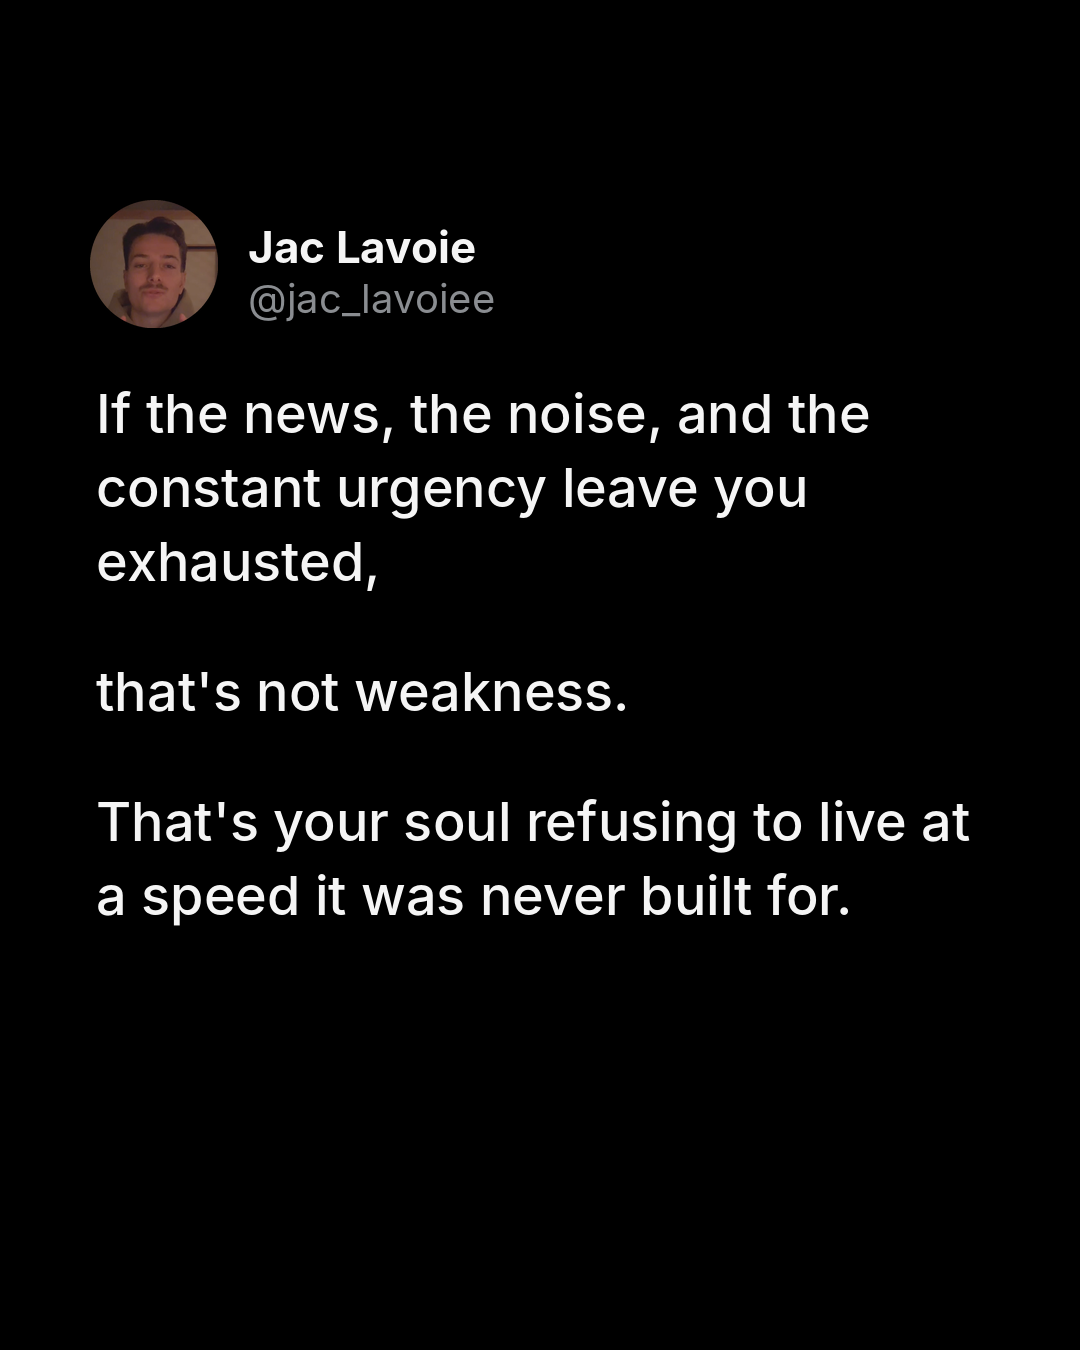 Jac Lavoie
@jac_lavoiee
If the news, the noise, and the
constant urgency leave you
exhausted,
that's not weakness.
That's your soul refusing to live at
a speed it was never built for.